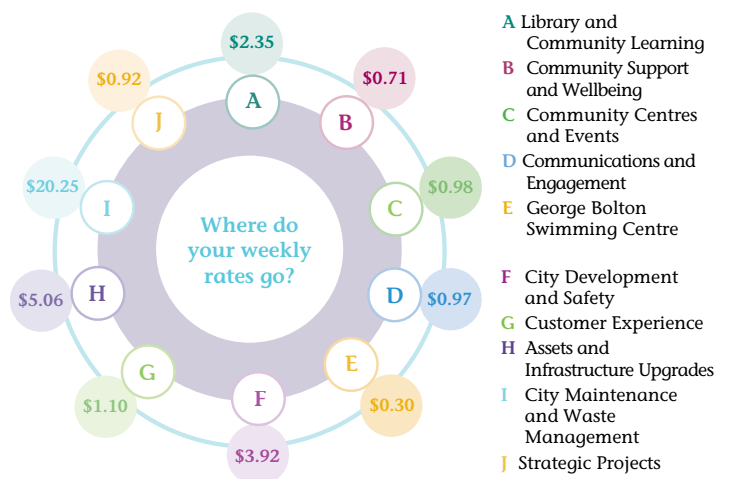 $2.35
$0.92
$0.71
A
J
B
$20.25
$0.98
I
C
Where do
your weekly
rates go?
$5.06
H
D
$0.97
G
E
$1.10
F
$0.30
$3.92
A Library and
Community Learning
B Community Support
and Wellbeing
C Community Centres
and Events
D Communications and
Engagement
E George Bolton
Swimming Centre
F City Development
and Safety
G Customer Experience
H Assets and
Infrastructure Upgrades
I City Maintenance
and Waste
Management
J Strategic Projects